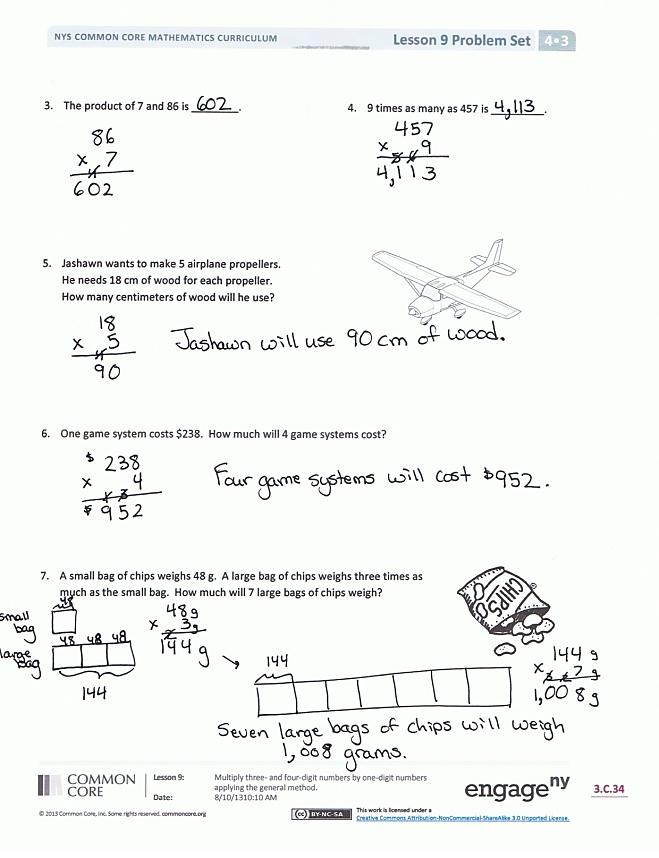 NYS COMMON CORE MATHEMATICS CURRICULUM
Lesson 9 Problem Set 4•3
3. The product of 7 and 86 is 602.
86
x 7
4
602
4. 9 times as many as 457 is 4,113.
457
x 9
5 6
4,113
5. Jashawn wants to make 5 airplane propellers.
He needs 18 cm of wood for each propeller.
How many centimeters of wood will he use?
18
x 5
4
90
Jashawn will use 90 cm of wood.
6. One game system costs $238. How much will 4 game systems cost?
$ 238
x 4
1 3
$ 952
Four game systems will cost $952.
7. A small bag of chips weighs 48 g. A large bag of chips weighs three times as
much as the small bag. How much will 7 large bags of chips weigh?
CHIPS
small
bag
48
large
bag
48 48 48
144
48g
x 3g
2
144 g
144
144 g
x 7 g
1,008 g
Seven large bags of chips will weigh
1,008 grams.
COMMON
CORE
Lesson 9:
Date:
Multiply three- and four-digit numbers by one-digit numbers
applying the general method.
8/10/1310:10 AM
engageny
3.C.34
© 2013 Common Core, Inc. Some rights reserved. commoncore.org
CC BY-NC-SA
This work is licensed under a
Creative Commons Attribution-NonCommercial-ShareAlike 3.0 Unported License.